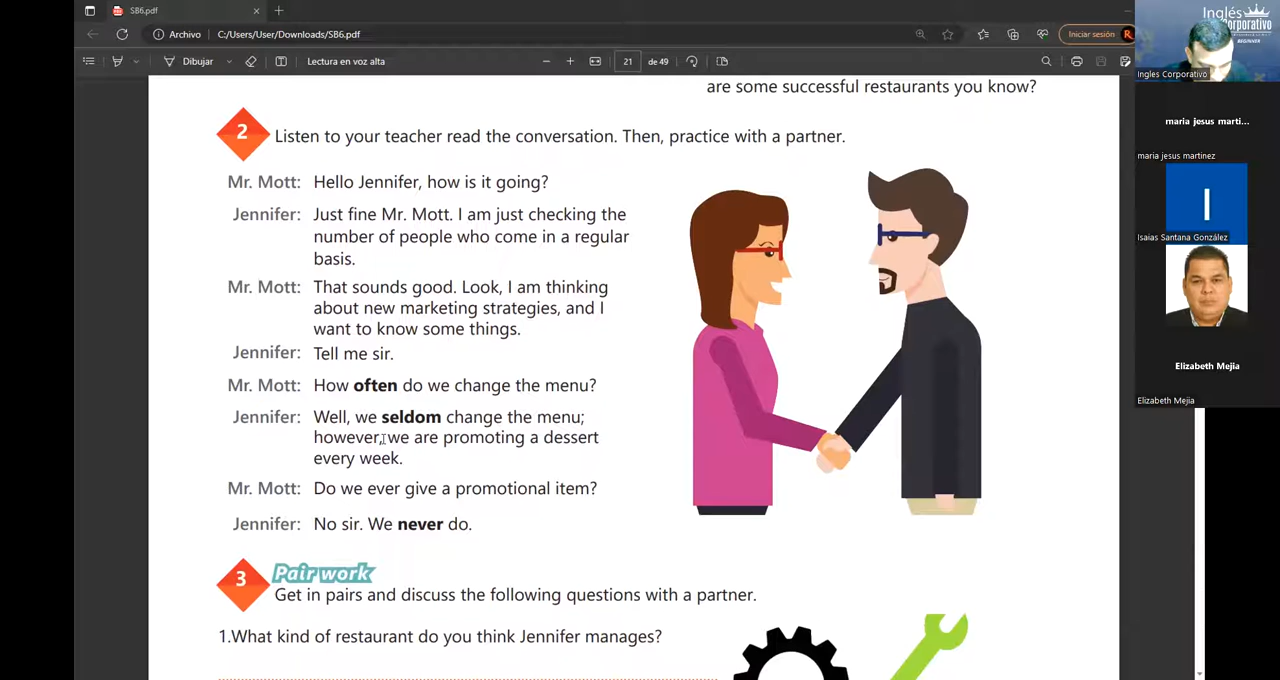 SB6.pdf
Archivo | C:/Users/User/Downloads/SB6.pdf
Iniciar sesión
R
Dibujar
Lectura en voz alta
21 de 49
Inglés
Corporativo
BEGINNER
Ingles Corporativo
maria jesus marti...
maria jesus martinez
I
Isaias Santana González
Elizabeth Mejia
Elizabeth Mejia
are some successful restaurants you know?
2
Listen to your teacher read the conversation. Then, practice with a partner.
Mr. Mott: Hello Jennifer, how is it going?
Jennifer: Just fine Mr. Mott. I am just checking the
number of people who come in a regular
basis.
Mr. Mott: That sounds good. Look, I am thinking
about new marketing strategies, and I
want to know some things.
Jennifer: Tell me sir.
Mr. Mott: How often do we change the menu?
Jennifer: Well, we seldom change the menu;
however, we are promoting a dessert
every week.
Mr. Mott: Do we ever give a promotional item?
Jennifer: No sir. We never do.
3
Pair work
Get in pairs and discuss the following questions with a partner.
1.What kind of restaurant do you think Jennifer manages?